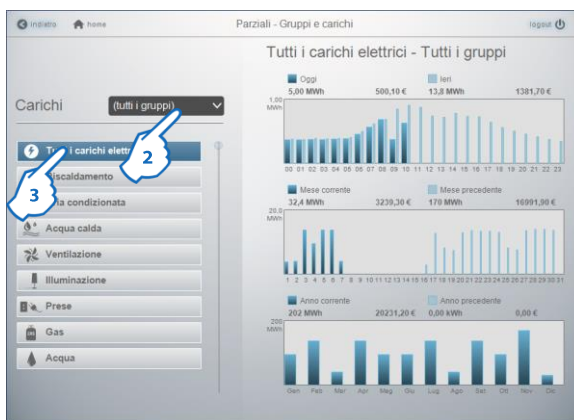 Indietro home Parziali - Gruppi e carichi logout
Tutti i carichi elettrici - Tutti i gruppi
Carichi (tutti i gruppi)
2
Tutti i carichi elettr
3
Riscaldamento
ia condizionata
Acqua calda
Ventilazione
Illuminazione
Prese
Gas
Acqua
Oggi Ieri
5,00 MWh 500,10 € 13,8 MWh 1381,70 €
1,00
MWh
00 01 02 03 04 05 06 07 08 09 10 11 12 13 14 15 16 17 18 19 20 21 22 23
Mese corrente Mese precedente
32,4 MWh 3239,30 € 170 MWh 16991,90 €
20,0
MWh
1 2 3 4 5 6 7 8 9 10 11 12 13 14 15 16 17 18 19 20 21 22 23 24 25 26 27 28 29 30 31
Anno corrente Anno precedente
202 MWh 20231,20 € 0,00 kWh 0,00 €
200
MWh
Gen Feb Mar Apr Mag Giu Lug Ago Set Ott Nov Dic